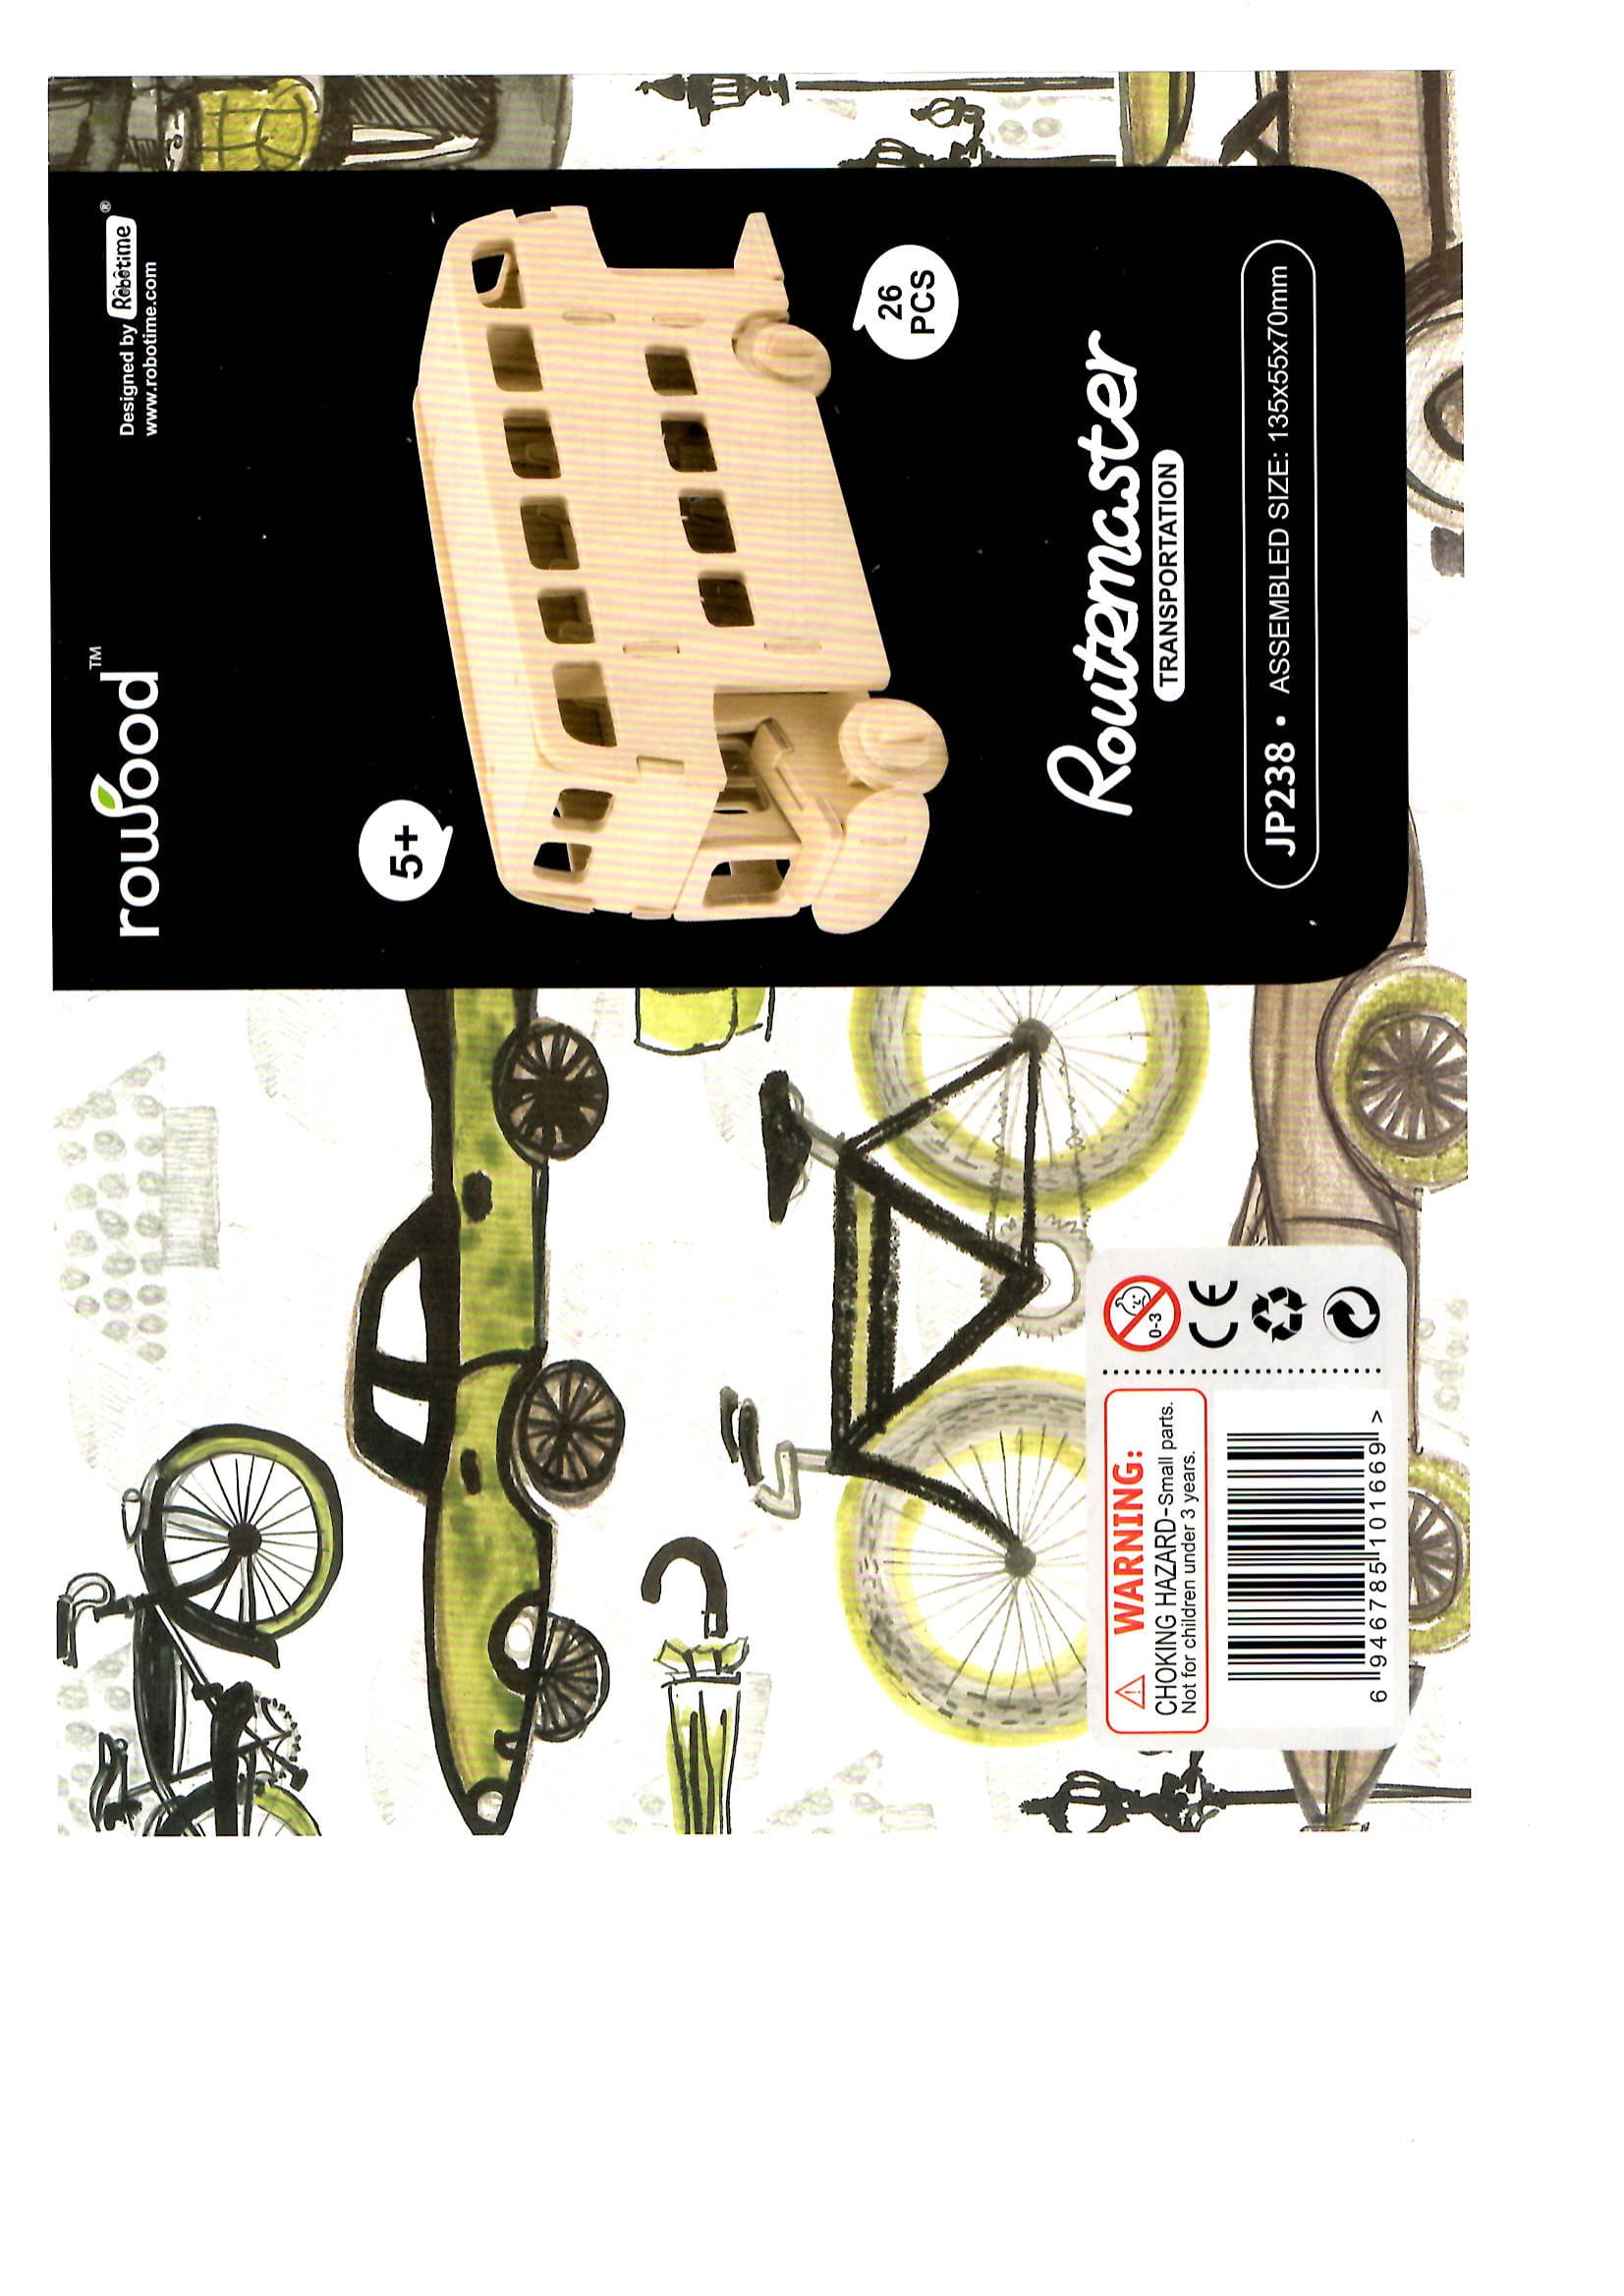 rowood™
Designed by Robotime®
www.robotime.com
5+
26
PCS
Routemaster
TRANSPORTATION
JP238 • ASSEMBLED SIZE: 135x55x70mm
WARNING:
CHOKING HAZARD-Small parts.
Not for children under 3 years.
0-3
CE
6 946785 101669 >